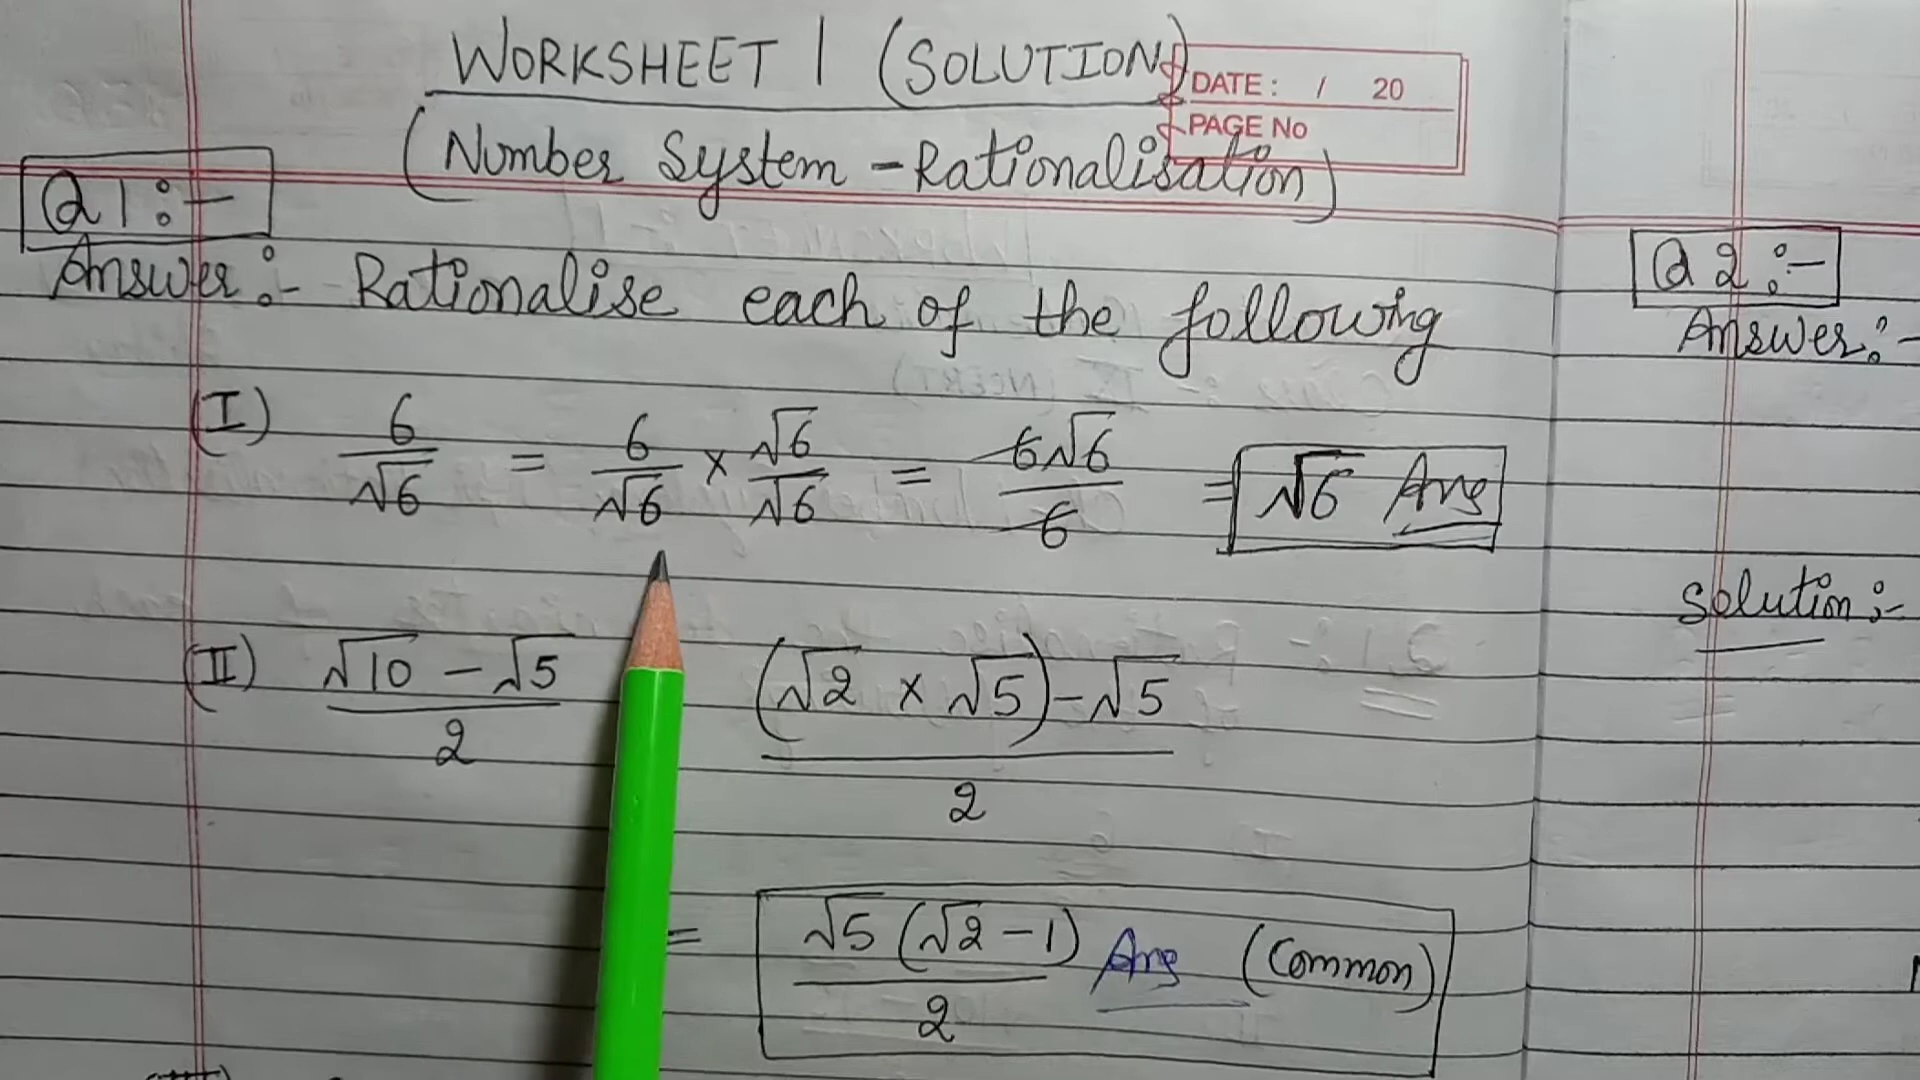 WORKSHEET 1 (SOLUTION)
DATE : / 20
PAGE No
(Number System - Rationalisation)
Q1:-
Answer:- Rationalise each of the following
(I) 6/√6 = 6/√6 × √6/√6 = 6√6/6 = √6 Ans
(II) √10 - √5/2 (√2 × √5) - √5/2
= √5(√2-1)/2 Ans (Common)
Q2:-
Answer:-
Solution:-